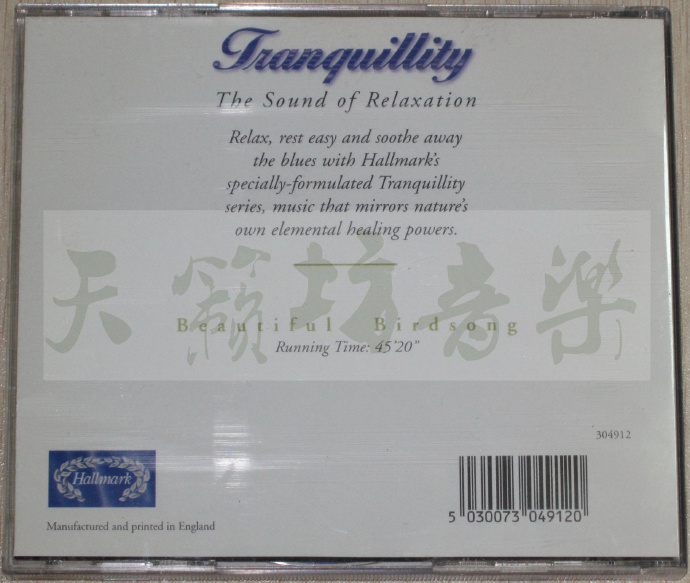 Tranquillity
The Sound of Relaxation
Relax, rest easy and soothe away
the blues with Hallmark's
specially-formulated Tranquillity
series, music that mirrors nature's
own elemental healing powers.
天籟坊音樂
Beautiful Birdsong
Running Time: 45'20"
304912
Hallmark
5 030073 049120
Manufactured and printed in England